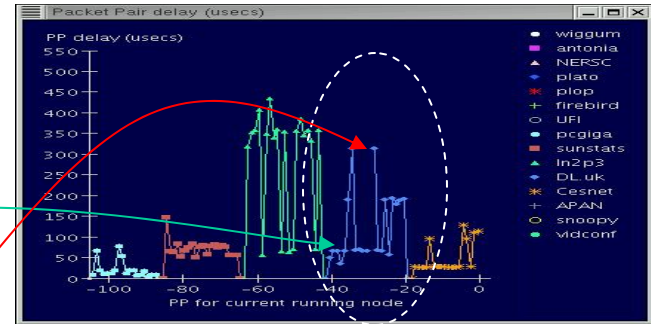 Packet Pair delay (usecs)
PP delay (usecs)
550
500
450
400
350
300
250
200
150
100
50
0
-100
-80
-60
-40
-20
0
PP for current running node
wiggum
antonia
NERSC
plato
plop
firebird
UFl
pcgiga
sunstats
In2p3
DL.uk
Cesnet
APAN
snoopy
vidconf